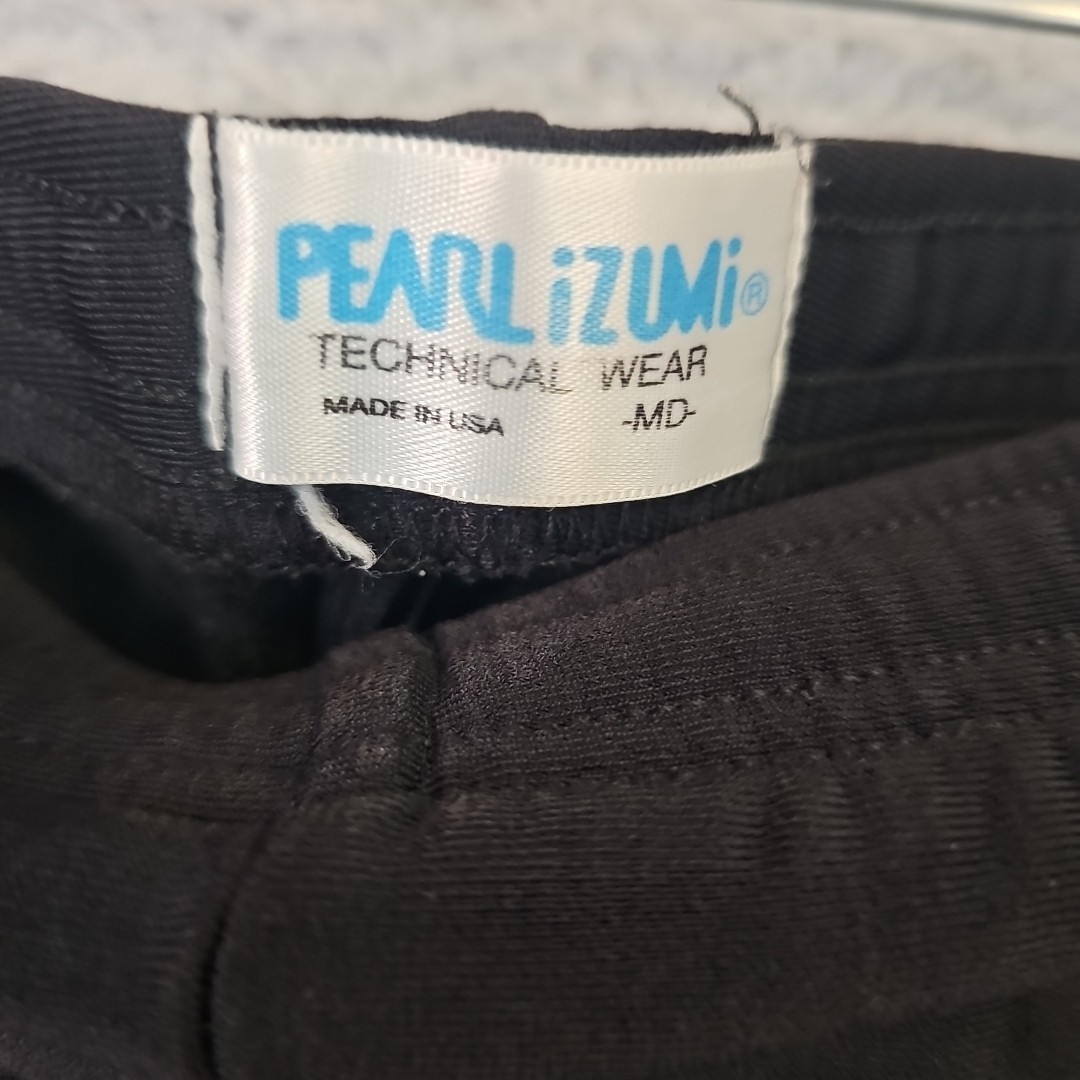 PEARL iZUMi®
TECHNICAL WEAR
MADE IN USA -MD-